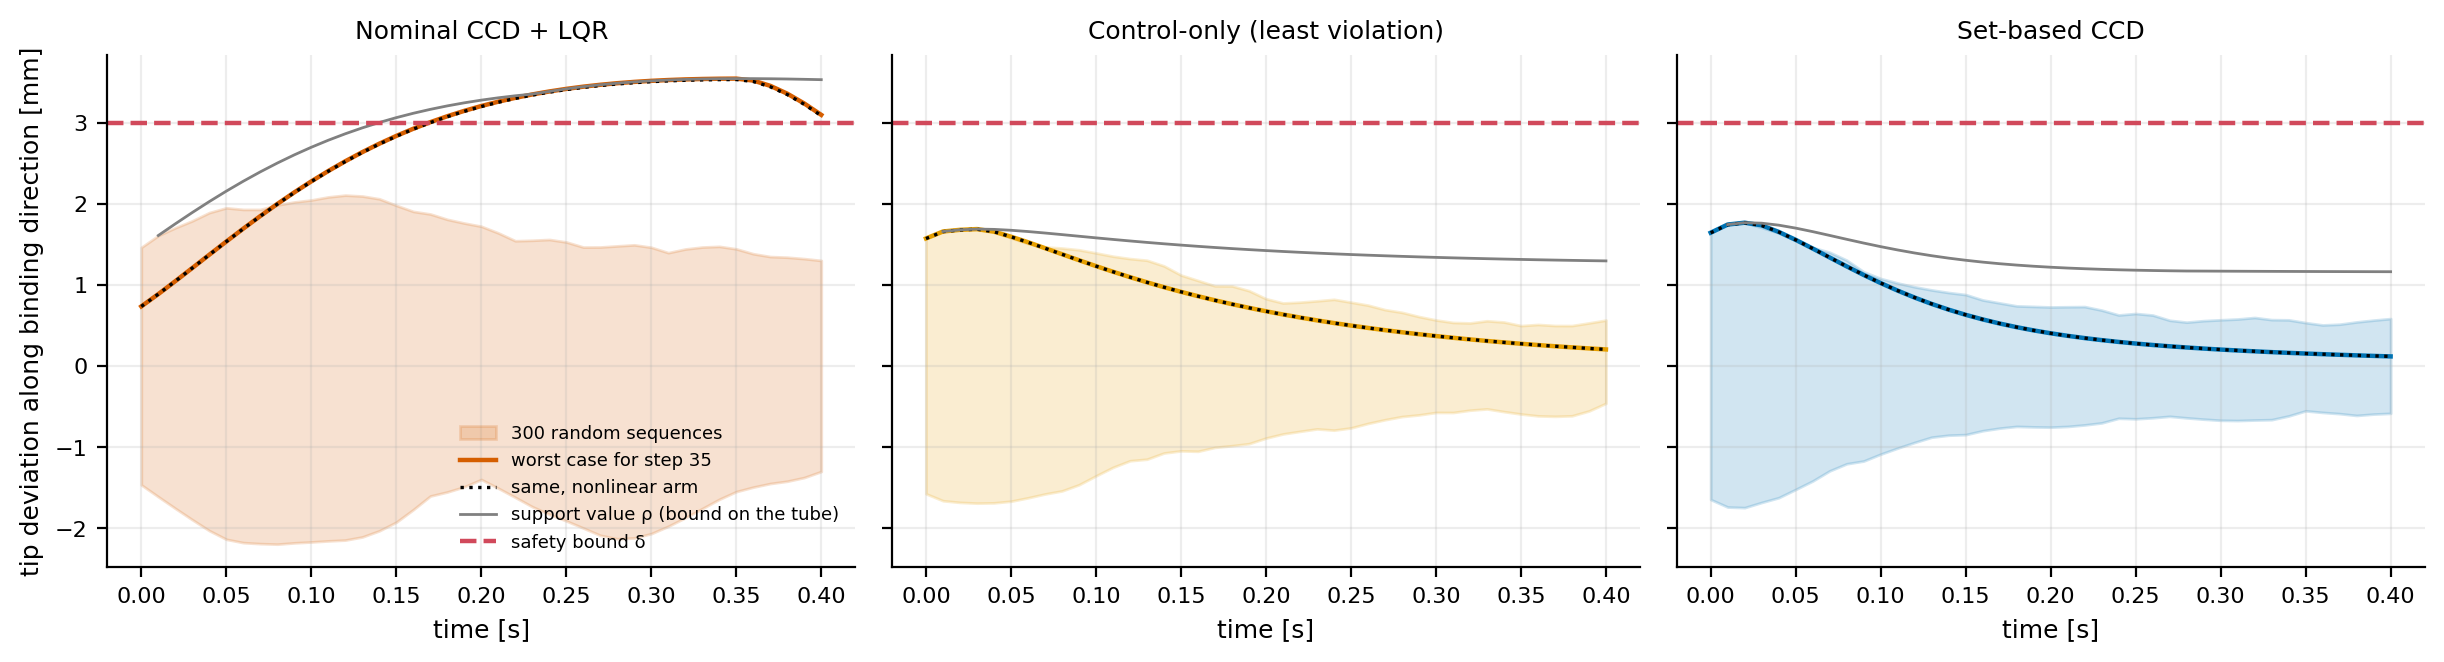 Nominal CCD + LQR
Control-only (least violation)
Set-based CCD
tip deviation along binding direction [mm]
3
2
1
0
−1
−2
300 random sequences
worst case for step 35
same, nonlinear arm
support value ρ (bound on the tube)
safety bound δ
0.00 0.05 0.10 0.15 0.20 0.25 0.30 0.35 0.40
0.00 0.05 0.10 0.15 0.20 0.25 0.30 0.35 0.40
0.00 0.05 0.10 0.15 0.20 0.25 0.30 0.35 0.40
time [s]
time [s]
time [s]